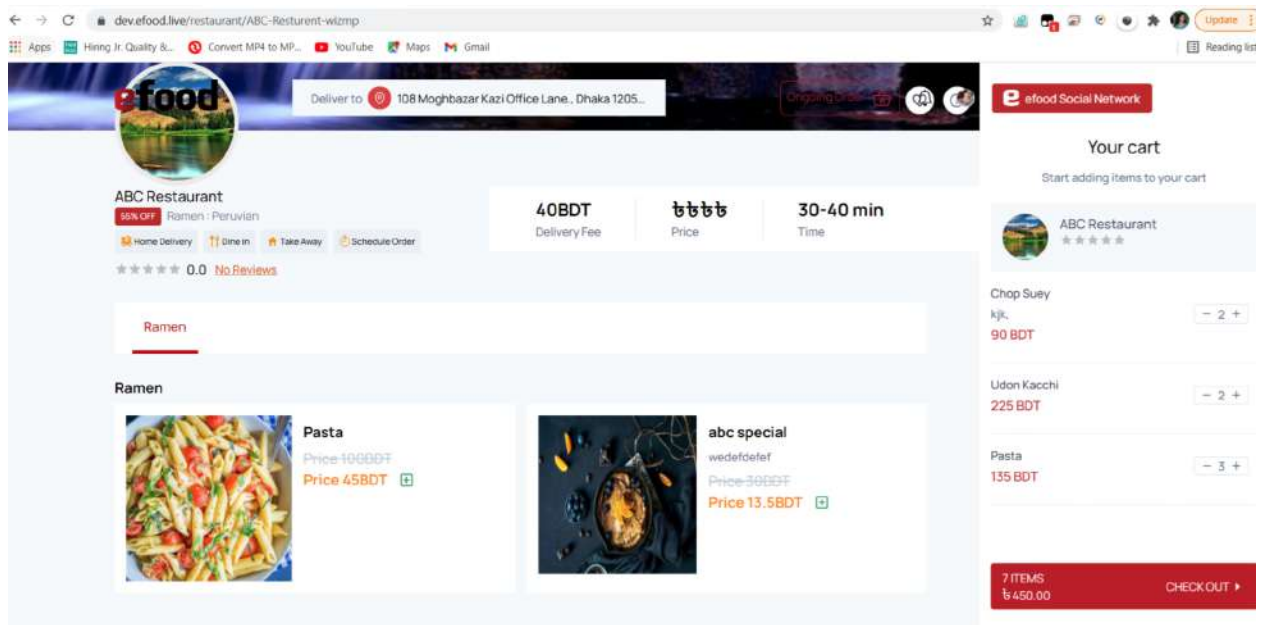 dev.efood.live/restaurant/ABC-Resturent-wizmp
Update
Apps
Hiring Jr. Quality &...
Convert MP4 to MP...
YouTube
Maps
Gmail
Reading list
efood
Deliver to 108 Moghbazar Kazi Office Lane., Dhaka 1205...
Ongoing Order
e efood Social Network
Your cart
Start adding items to your cart
ABC Restaurant
55% OFF Ramen : Peruvian
Home Delivery
Dine in
Take Away
Schedule Order
0.0 No Reviews
40BDT
Delivery Fee
৳৳৳৳
Price
30-40 min
Time
ABC Restaurant
Chop Suey
kjk,
90 BDT
− 2 +
Udon Kacchi
225 BDT
− 2 +
Pasta
135 BDT
− 3 +
Ramen
Ramen
Pasta
Price 100BDT
Price 45BDT
abc special
wedefdefef
Price 30BDT
Price 13.5BDT
7 ITEMS
৳ 450.00
CHECK OUT